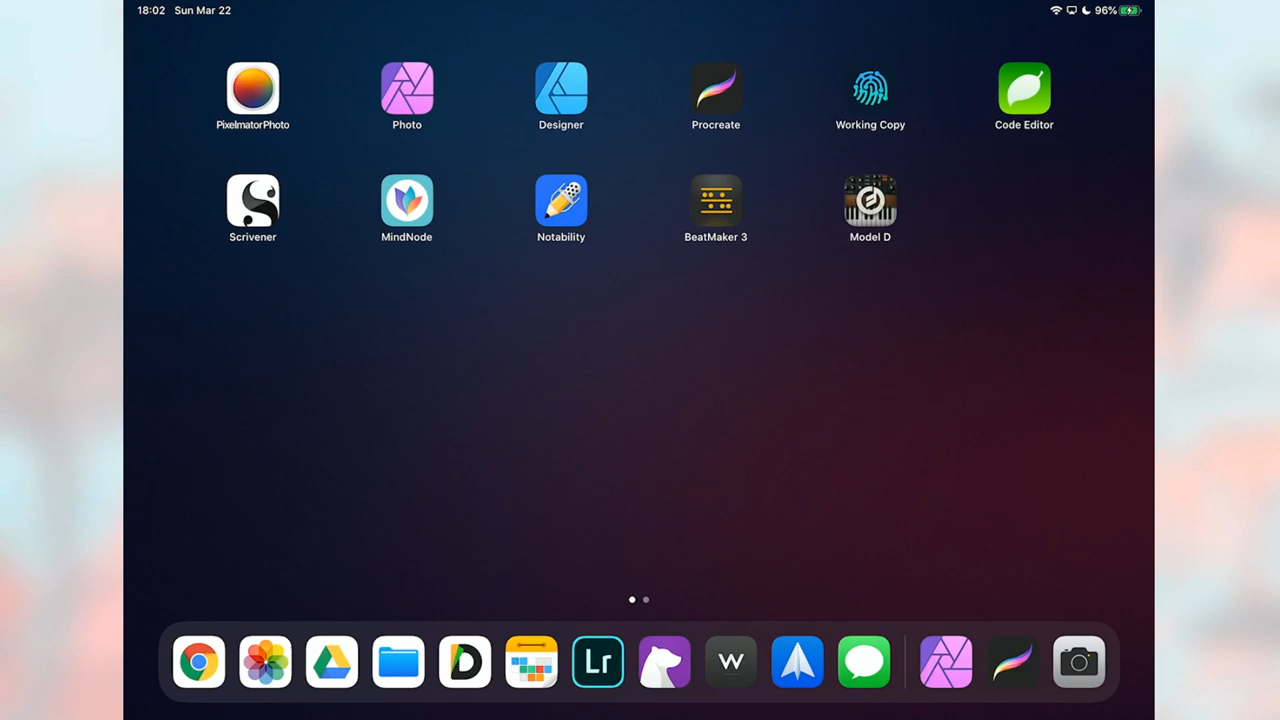 18:02 Sun Mar 22
96%
PixelmatorPhoto
Photo
Designer
Procreate
Working Copy
Code Editor
Scrivener
MindNode
Notability
BeatMaker 3
Model D
Lr
W